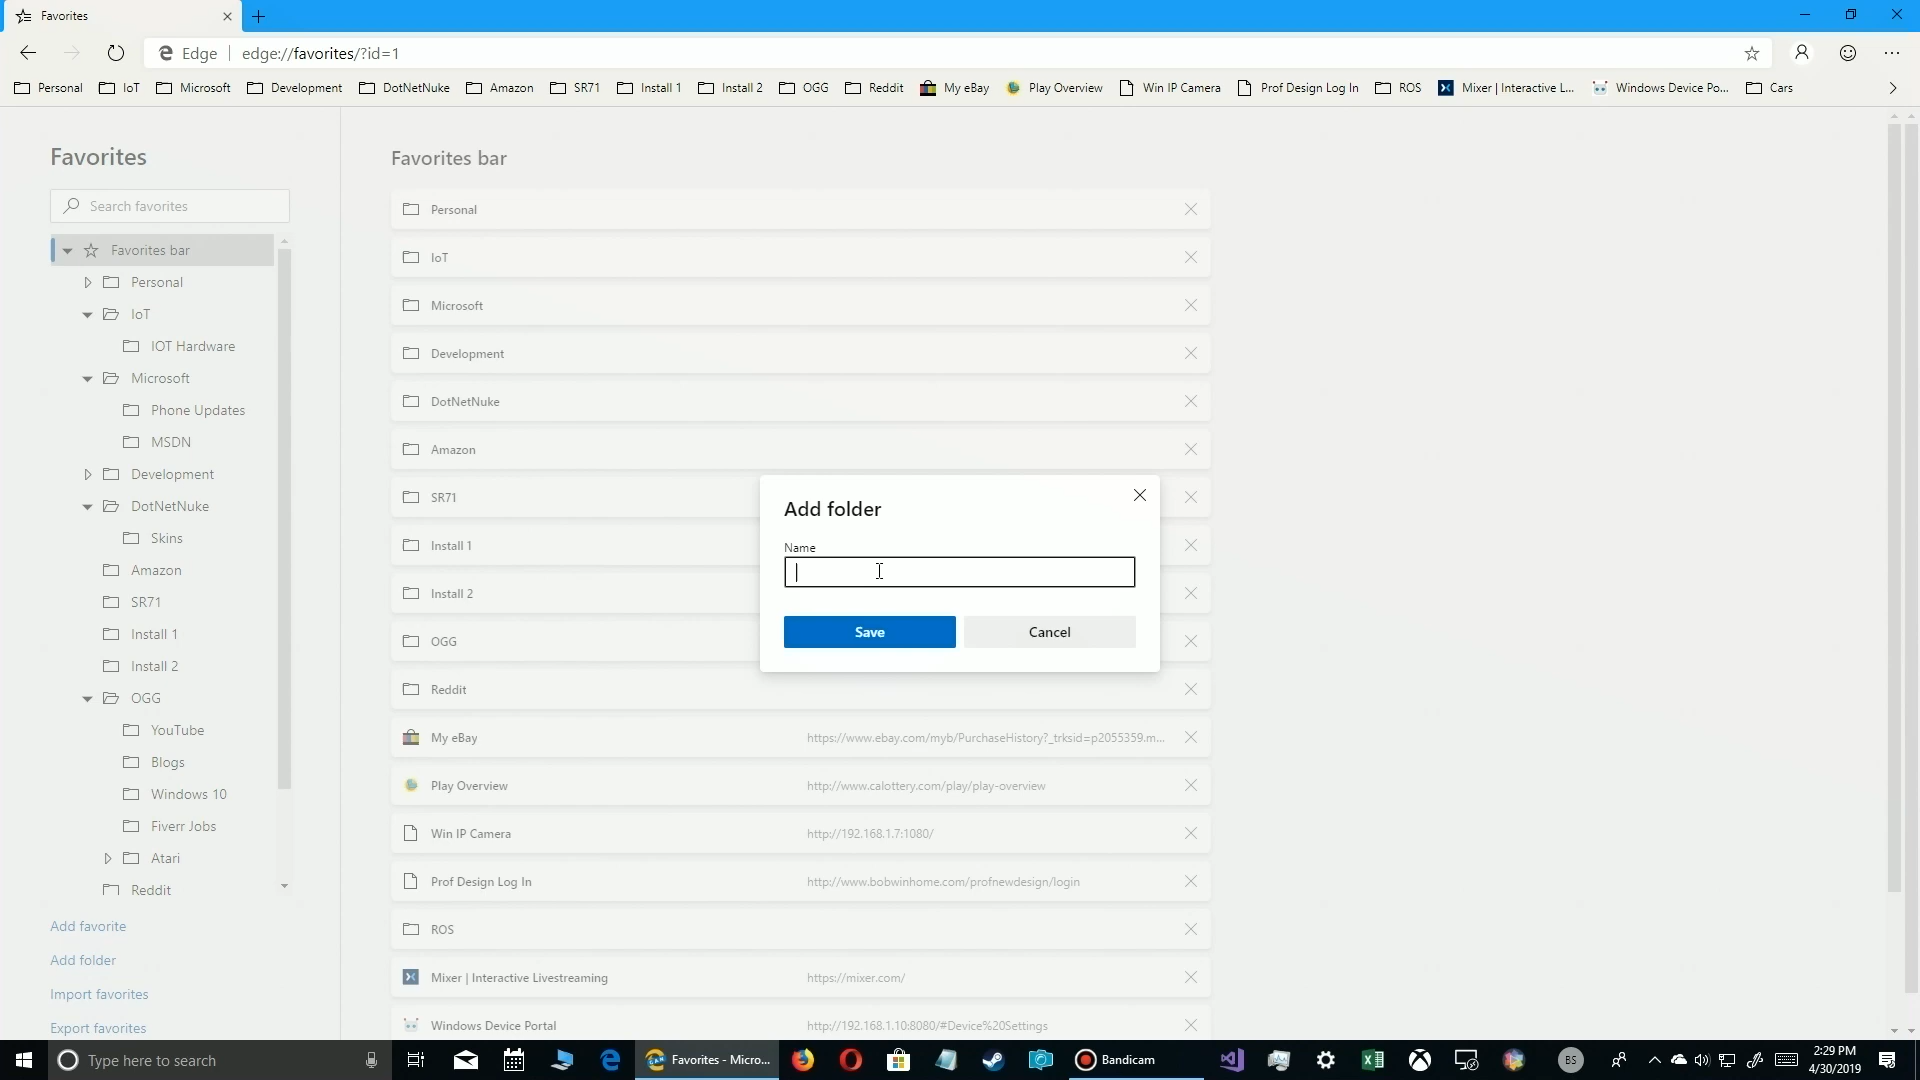 Favorites
Edge
edge://favorites/?id=1
Personal
IoT
Microsoft
Development
DotNetNuke
Amazon
SR71
Install 1
Install 2
OGG
Reddit
My eBay
Play Overview
Win IP Camera
Prof Design Log In
ROS
Mixer | Interactive L...
Windows Device Po...
Cars
Favorites
Search favorites
Favorites bar
Personal
IoT
IOT Hardware
Microsoft
Phone Updates
MSDN
Development
DotNetNuke
Skins
Amazon
SR71
Install 1
Install 2
OGG
YouTube
Blogs
Windows 10
Fiverr Jobs
Atari
Reddit
Add favorite
Add folder
Import favorites
Export favorites
Favorites bar
Personal
IoT
Microsoft
Development
DotNetNuke
Amazon
SR71
Install 1
Install 2
OGG
Reddit
My eBay https://www.ebay.com/myb/PurchaseHistory?_trksid=p2055359.m...
Play Overview http://www.calottery.com/play/play-overview
Win IP Camera http://192.168.1.7:1080/
Prof Design Log In http://www.bobwinhome.com/profnewdesign/login
ROS
Mixer | Interactive Livestreaming https://mixer.com/
Windows Device Portal http://192.168.1.10:8080/#Device%20Settings
Add folder
Name
Save
Cancel
Type here to search
Favorites - Micro...
Bandicam
BS
2:29 PM
4/30/2019